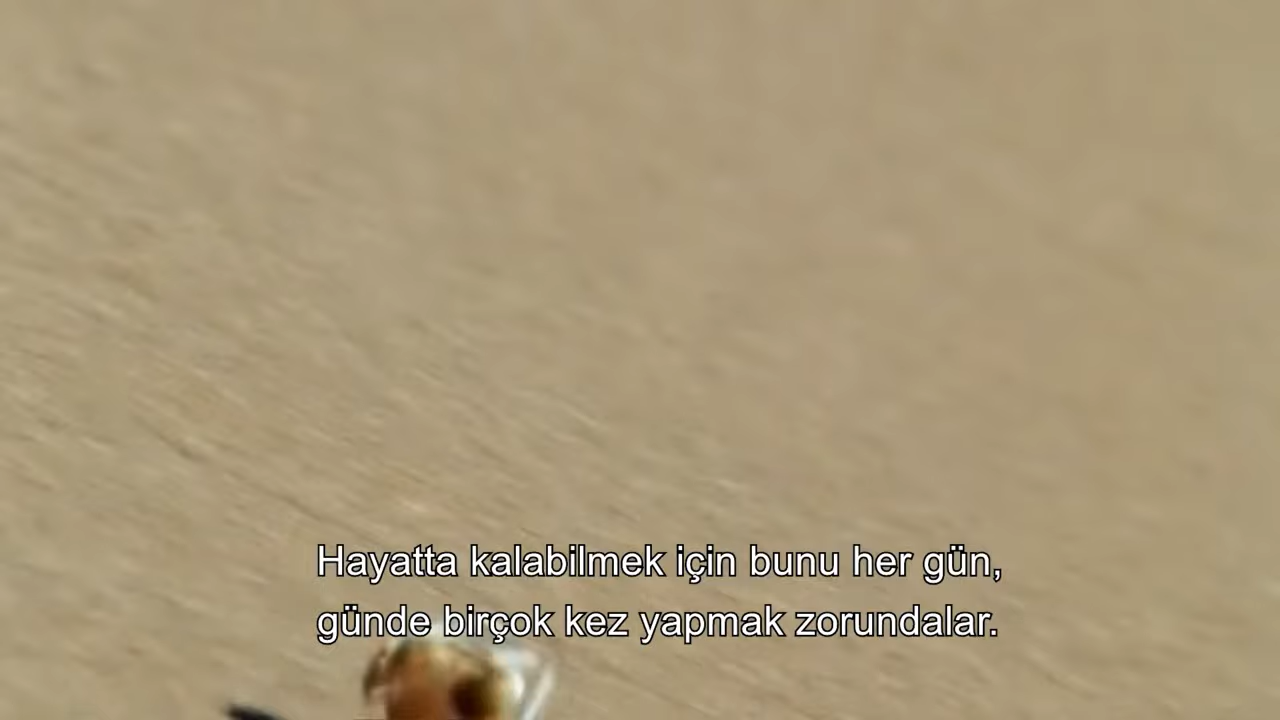 Hayatta kalabilmek için bunu her gün,
günde birçok kez yapmak zorundalar.